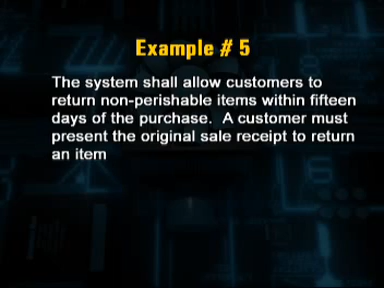 Example # 5
The system shall allow customers to
return non-perishable items within fifteen
days of the purchase.  A customer must
present the original sale receipt to return
an item